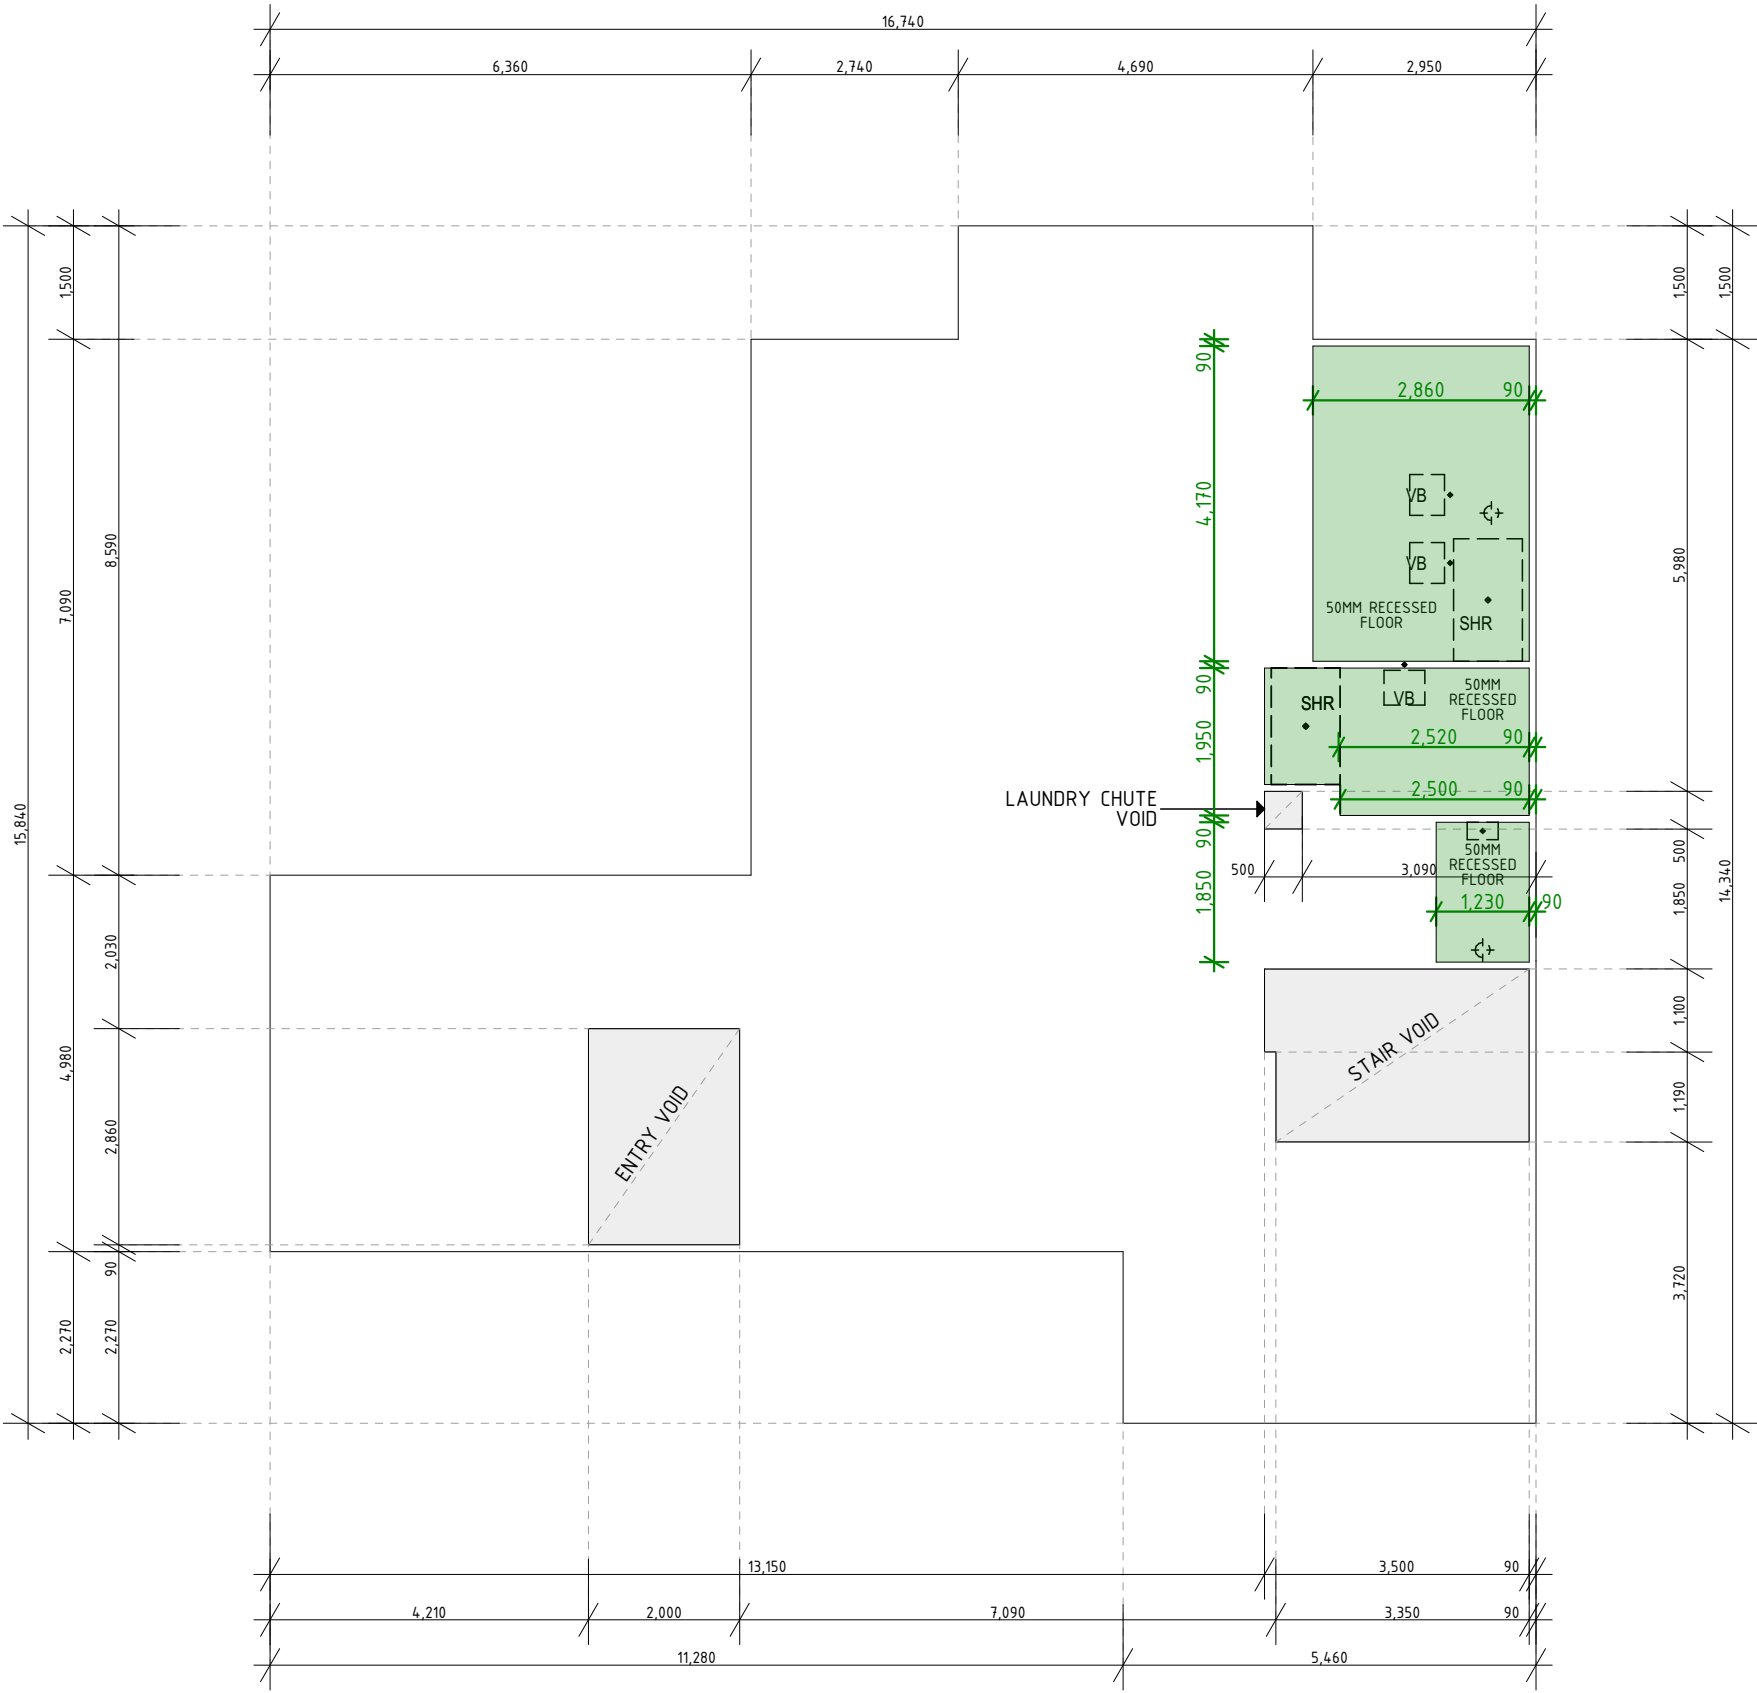 16,740
6,360
2,740
4,690
2,950
1,500
7,090
4,980
2,270
15,840
8,590
2,030
2,860
90
2,270
1,500
5,980
500
1,850
1,100
1,190
3,720
1,500
14,340
90
4,170
90
1,950
90
1,850
2,860 90
VB
VB
50MM RECESSED
FLOOR
SHR
SHR
VB
50MM
RECESSED
FLOOR
2,520 90
2,500 90
LAUNDRY CHUTE
VOID
50MM
RECESSED
FLOOR
500 3,090
1,230 90
STAIR VOID
ENTRY VOID
13,150 3,500 90
4,210 2,000 7,090 3,350 90
11,280 5,460